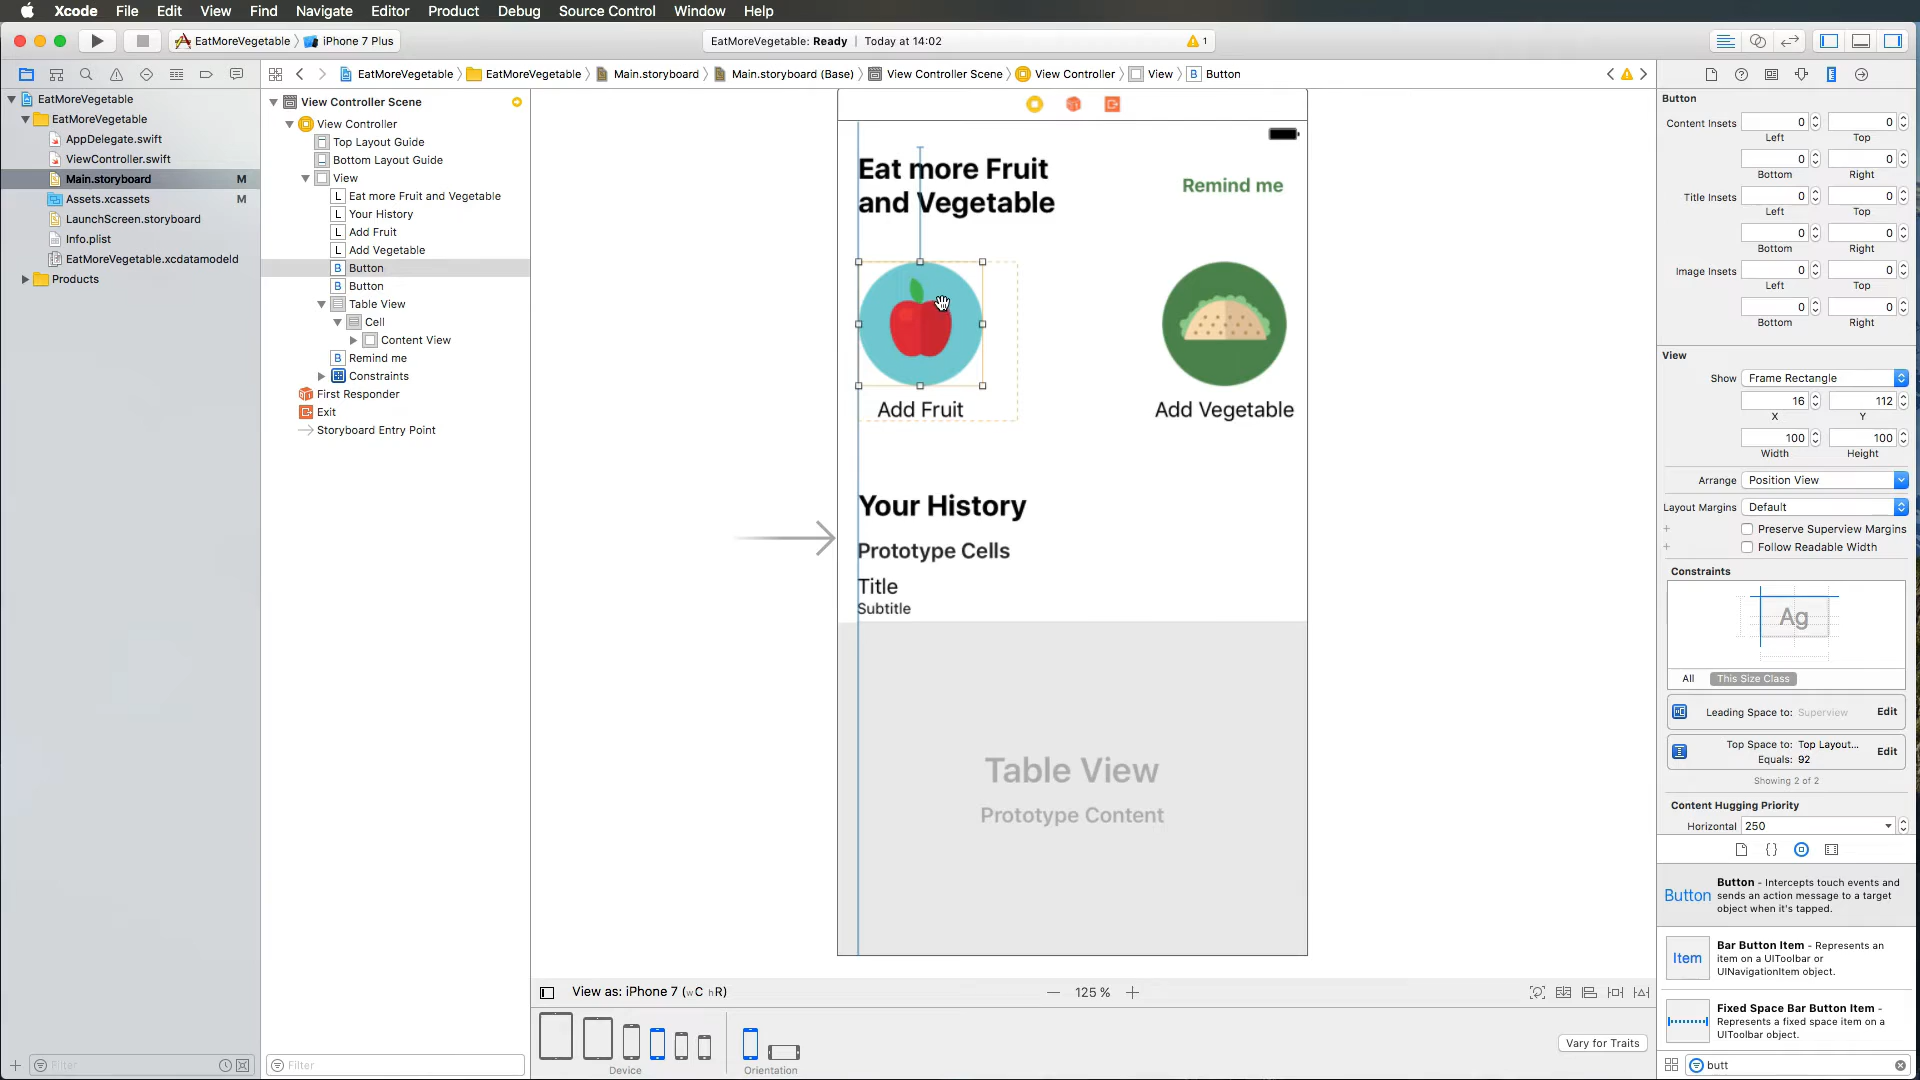 Xcode File Edit View Find Navigate Editor Product Debug Source Control Window Help
EatMoreVegetable iPhone 7 Plus
EatMoreVegetable: Ready | Today at 14:02
1
EatMoreVegetable EatMoreVegetable Main.storyboard Main.storyboard (Base) View Controller Scene View Controller View B Button
EatMoreVegetable
EatMoreVegetable
AppDelegate.swift
ViewController.swift
Main.storyboard M
Assets.xcassets M
LaunchScreen.storyboard
Info.plist
EatMoreVegetable.xcdatamodeld
Products
Filter
View Controller Scene
View Controller
Top Layout Guide
Bottom Layout Guide
View
L Eat more Fruit and Vegetable
L Your History
L Add Fruit
L Add Vegetable
B Button
B Button
Table View
Cell
Content View
B Remind me
Constraints
First Responder
Exit
Storyboard Entry Point
Filter
Eat more Fruit
and Vegetable
Remind me
Add Fruit
Add Vegetable
Your History
Prototype Cells
Title
Subtitle
Table View
Prototype Content
View as: iPhone 7 (wC hR)
125 %
Device
Orientation
Vary for Traits
Button
Content Insets 0 0
Left Top
0 0
Bottom Right
Title Insets 0 0
Left Top
0 0
Bottom Right
Image Insets 0 0
Left Top
0 0
Bottom Right
View
Show Frame Rectangle
16 112
X Y
100 100
Width Height
Arrange Position View
Layout Margins Default
+ Preserve Superview Margins
+ Follow Readable Width
Constraints
Ag
All This Size Class
Leading Space to: Superview Edit
Top Space to: Top Layout... Edit
Equals: 92
Showing 2 of 2
Content Hugging Priority
Horizontal 250
Button Button - Intercepts touch events and
sends an action message to a target
object when it's tapped.
Item Bar Button Item - Represents an
item on a UIToolbar or
UINavigationItem object.
Fixed Space Bar Button Item -
Represents a fixed space item on a
UIToolbar object.
butt